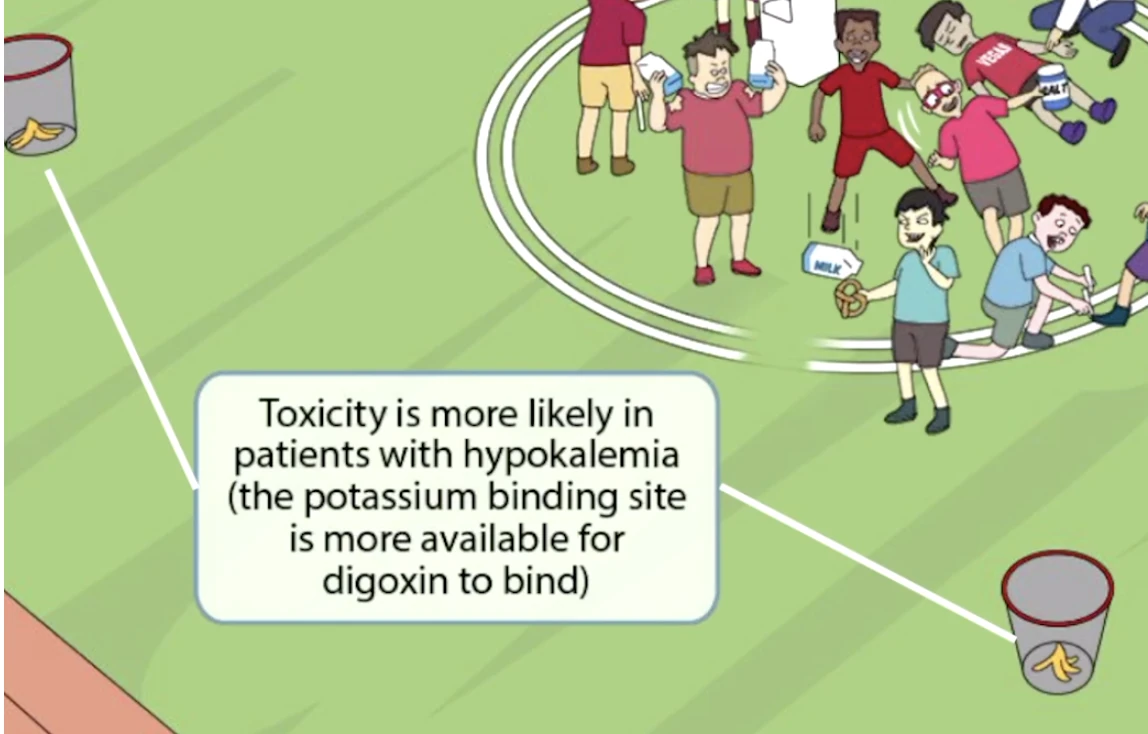 VEGAS
SALT
MILK
Toxicity is more likely in
patients with hypokalemia
(the potassium binding site
is more available for
digoxin to bind)